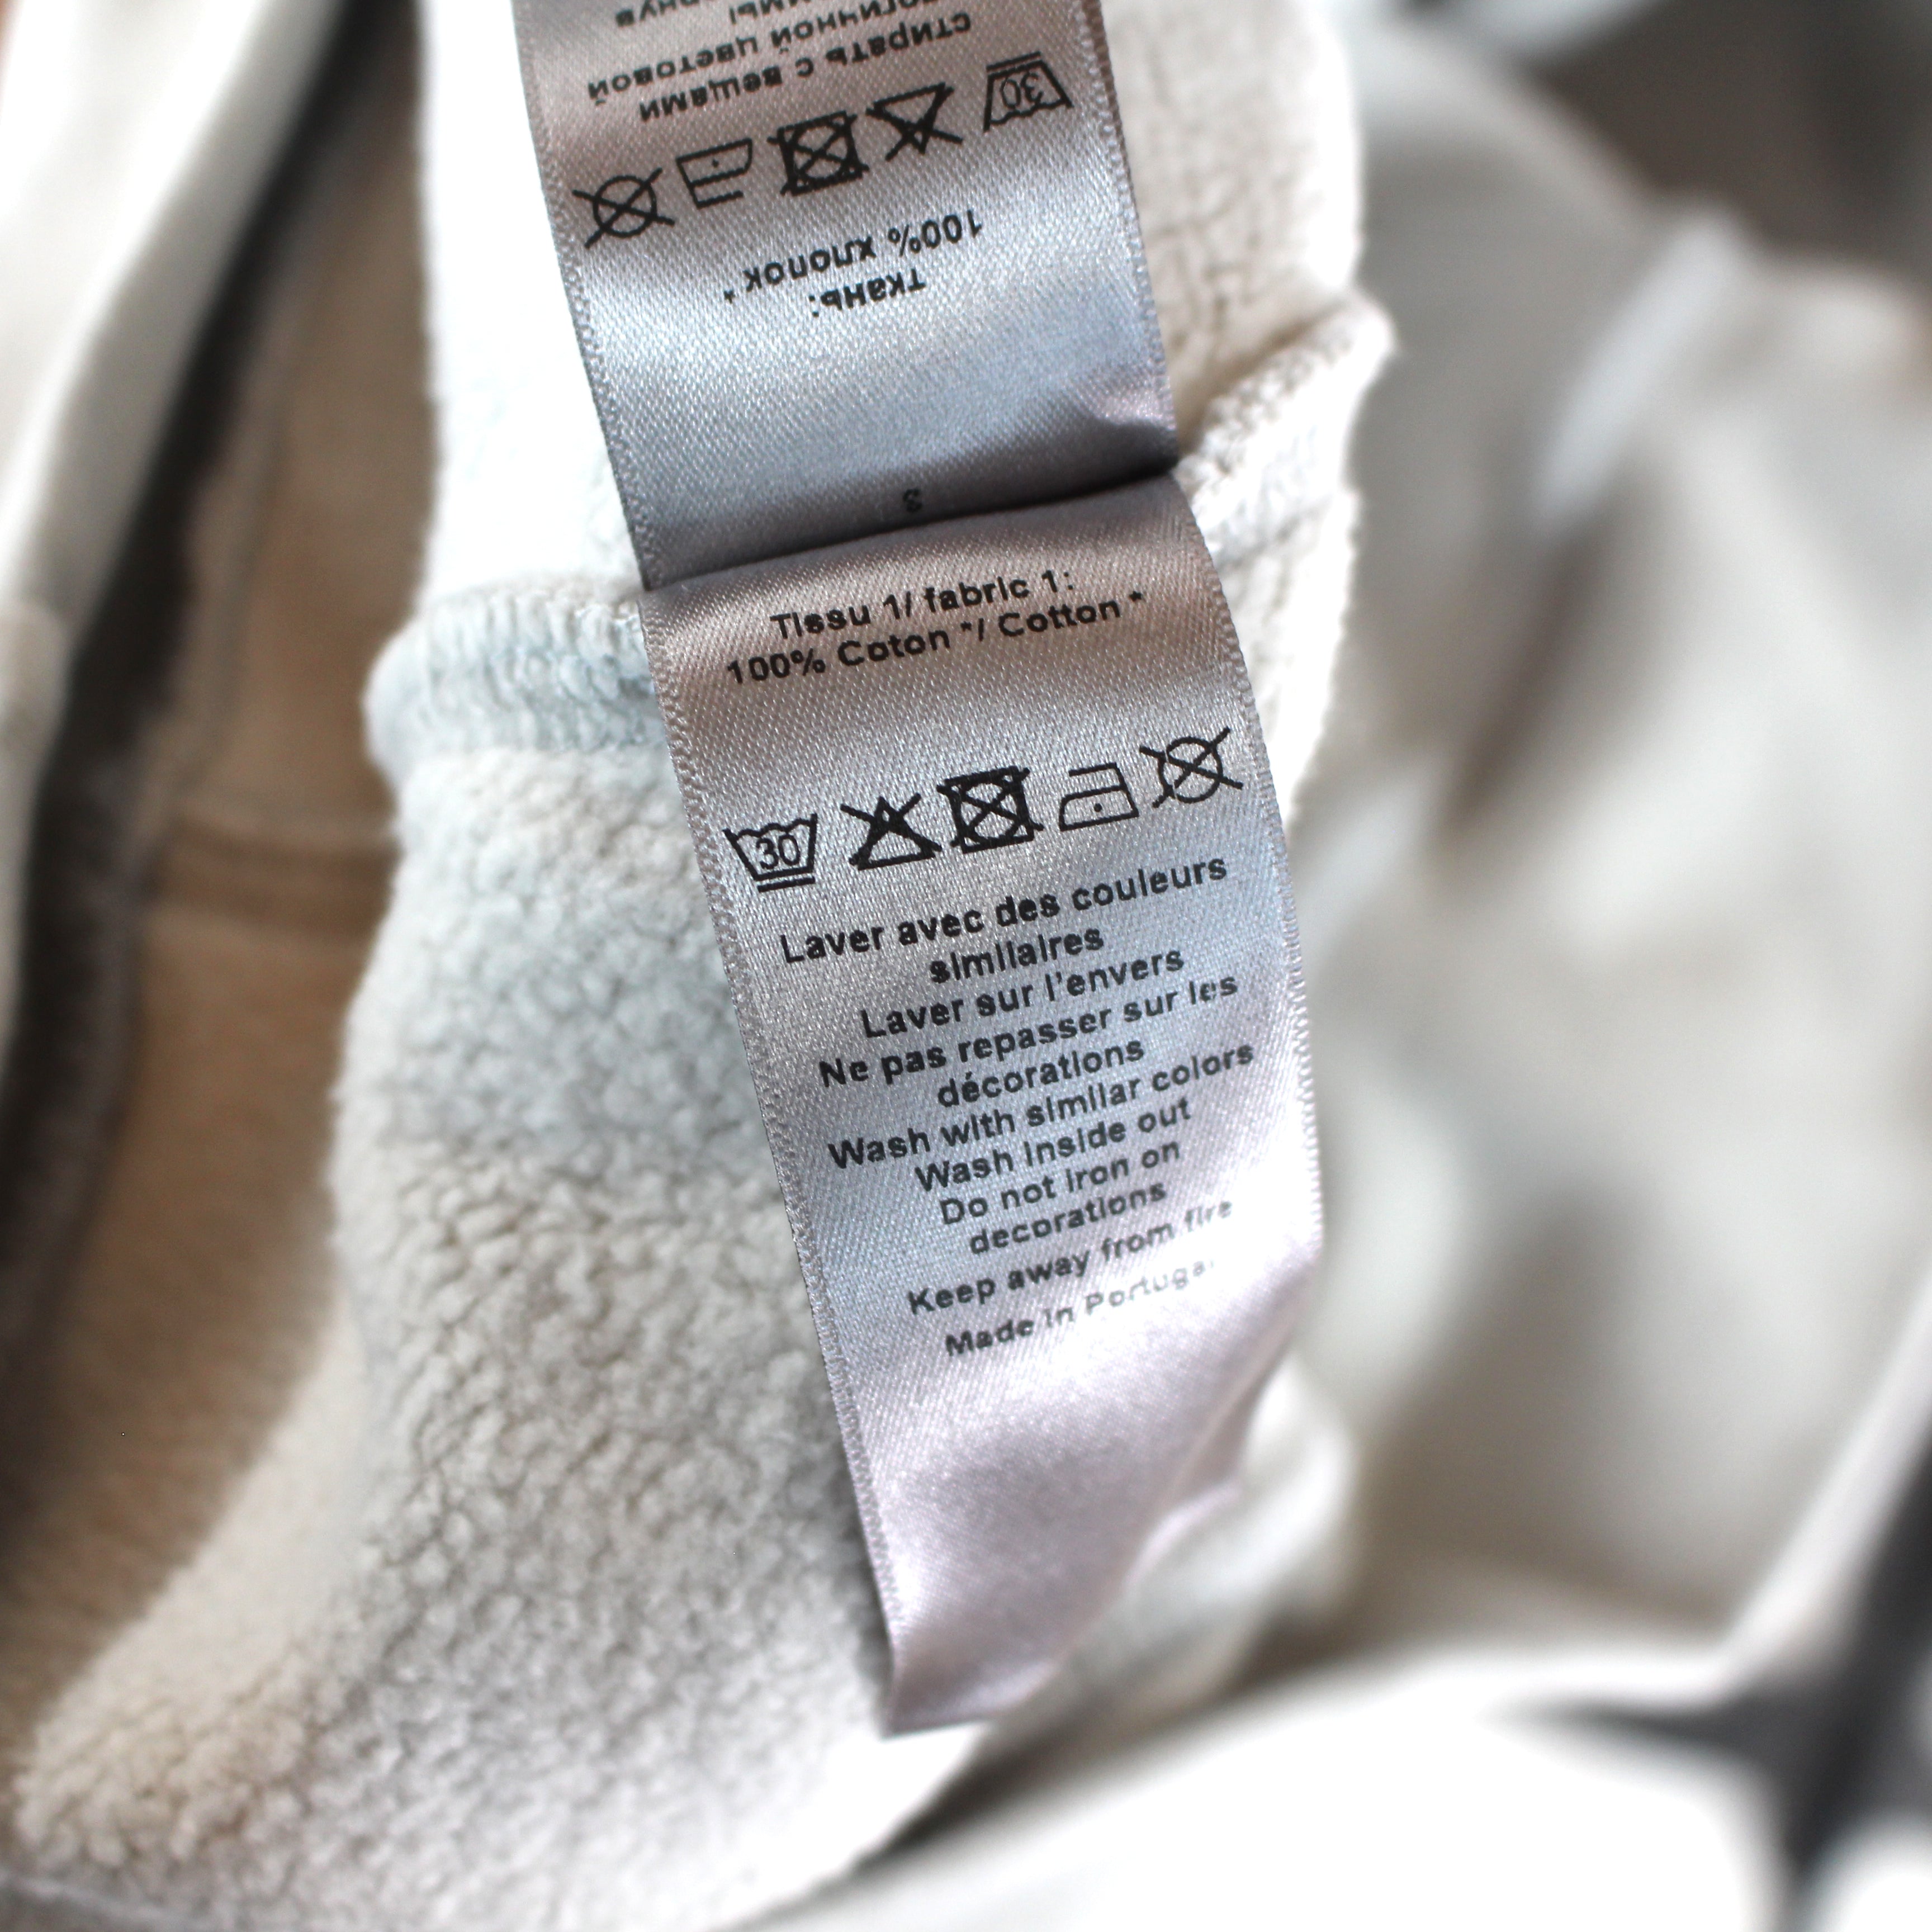 Ткань:
100% хлопок *
30
стирать с вещами
цветовой
S
Tissu 1/ fabric 1:
100% Coton */ Cotton *
30
Laver avec des couleurs
similaires
Laver sur l'envers
Ne pas repasser sur les
décorations
Wash with similar colors
Wash inside out
Do not iron on
decorations
Keep away from fire
Made in Portugal